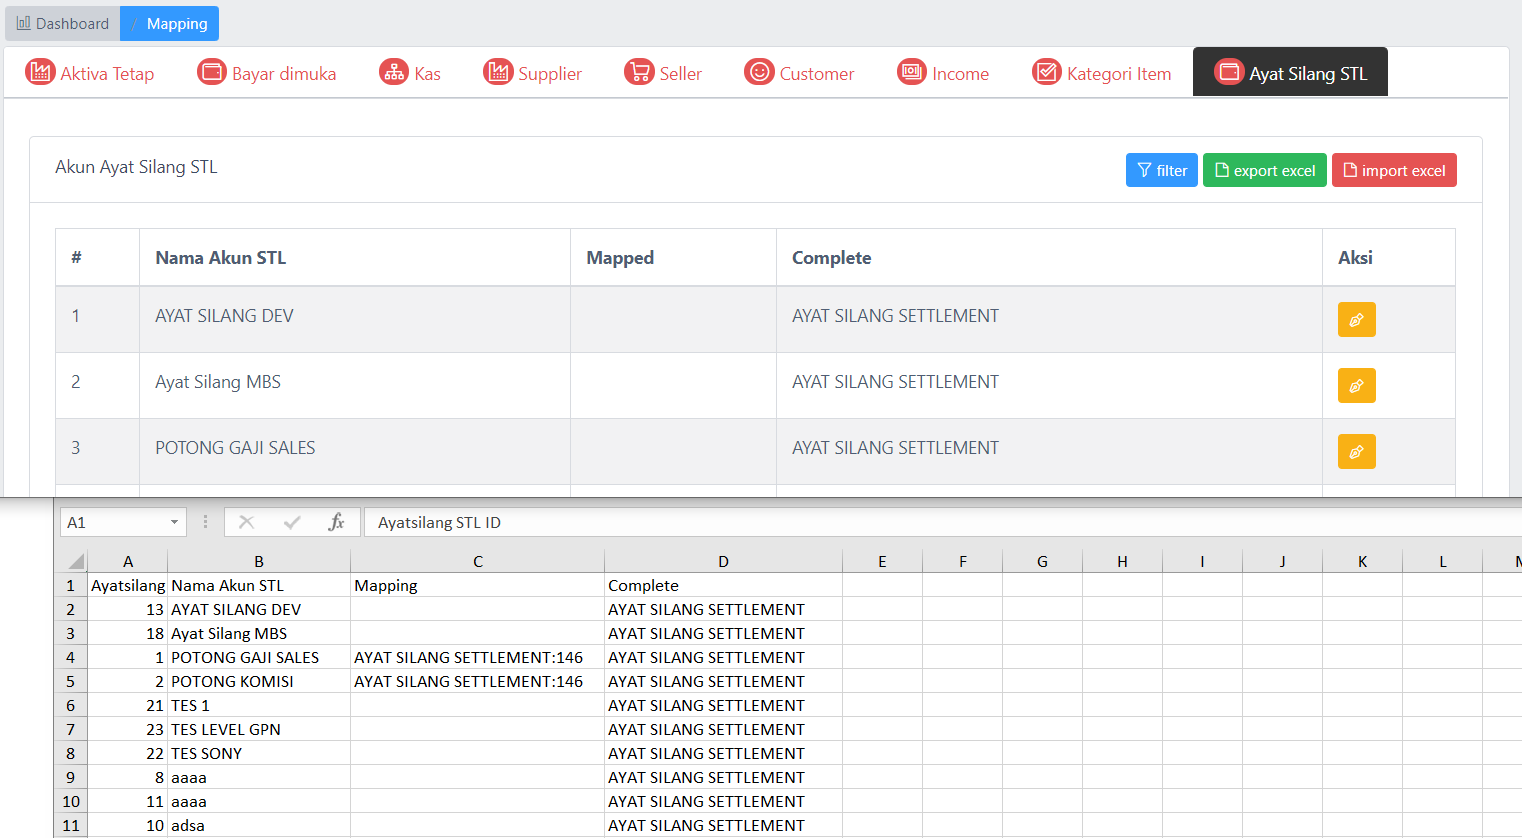 Dashboard / Mapping
Aktiva Tetap Bayar dimuka Kas Supplier Seller Customer Income Kategori Item Ayat Silang STL
Akun Ayat Silang STL filter export excel import excel
# Nama Akun STL Mapped Complete Aksi
1 AYAT SILANG DEV AYAT SILANG SETTLEMENT
2 Ayat Silang MBS AYAT SILANG SETTLEMENT
3 POTONG GAJI SALES AYAT SILANG SETTLEMENT
A1 fx Ayatsilang STL ID
A B C D E F G H I J K L
1 Ayatsilang Nama Akun STL Mapping Complete
2 13 AYAT SILANG DEV AYAT SILANG SETTLEMENT
3 18 Ayat Silang MBS AYAT SILANG SETTLEMENT
4 1 POTONG GAJI SALES AYAT SILANG SETTLEMENT:146 AYAT SILANG SETTLEMENT
5 2 POTONG KOMISI AYAT SILANG SETTLEMENT:146 AYAT SILANG SETTLEMENT
6 21 TES 1 AYAT SILANG SETTLEMENT
7 23 TES LEVEL GPN AYAT SILANG SETTLEMENT
8 22 TES SONY AYAT SILANG SETTLEMENT
9 8 aaaa AYAT SILANG SETTLEMENT
10 11 aaaa AYAT SILANG SETTLEMENT
11 10 adsa AYAT SILANG SETTLEMENT